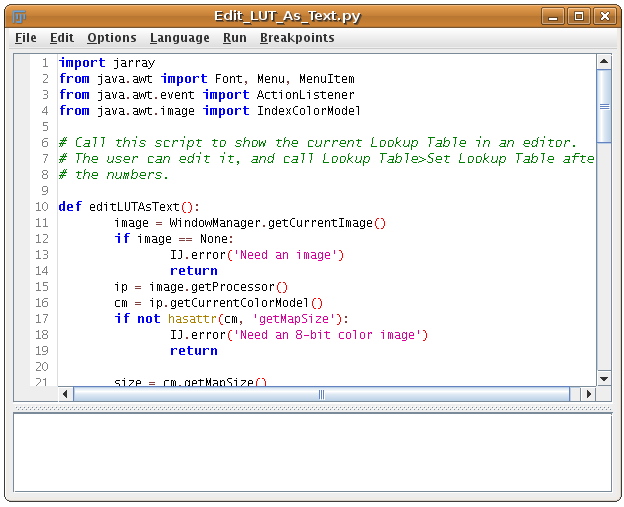 Edit_LUT_As_Text.py
File Edit Options Language Run Breakpoints
1 import jarray
2 from java.awt import Font, Menu, MenuItem
3 from java.awt.event import ActionListener
4 from java.awt.image import IndexColorModel
5
6 # Call this script to show the current Lookup Table in an editor.
7 # The user can edit it, and call Lookup Table>Set Lookup Table afte
8 # the numbers.
9
10 def editLUTAsText():
11 image = WindowManager.getCurrentImage()
12 if image == None:
13 IJ.error('Need an image')
14 return
15 ip = image.getProcessor()
16 cm = ip.getCurrentColorModel()
17 if not hasattr(cm, 'getMapSize'):
18 IJ.error('Need an 8-bit color image')
19 return
20
21 size = cm.getMapSize()